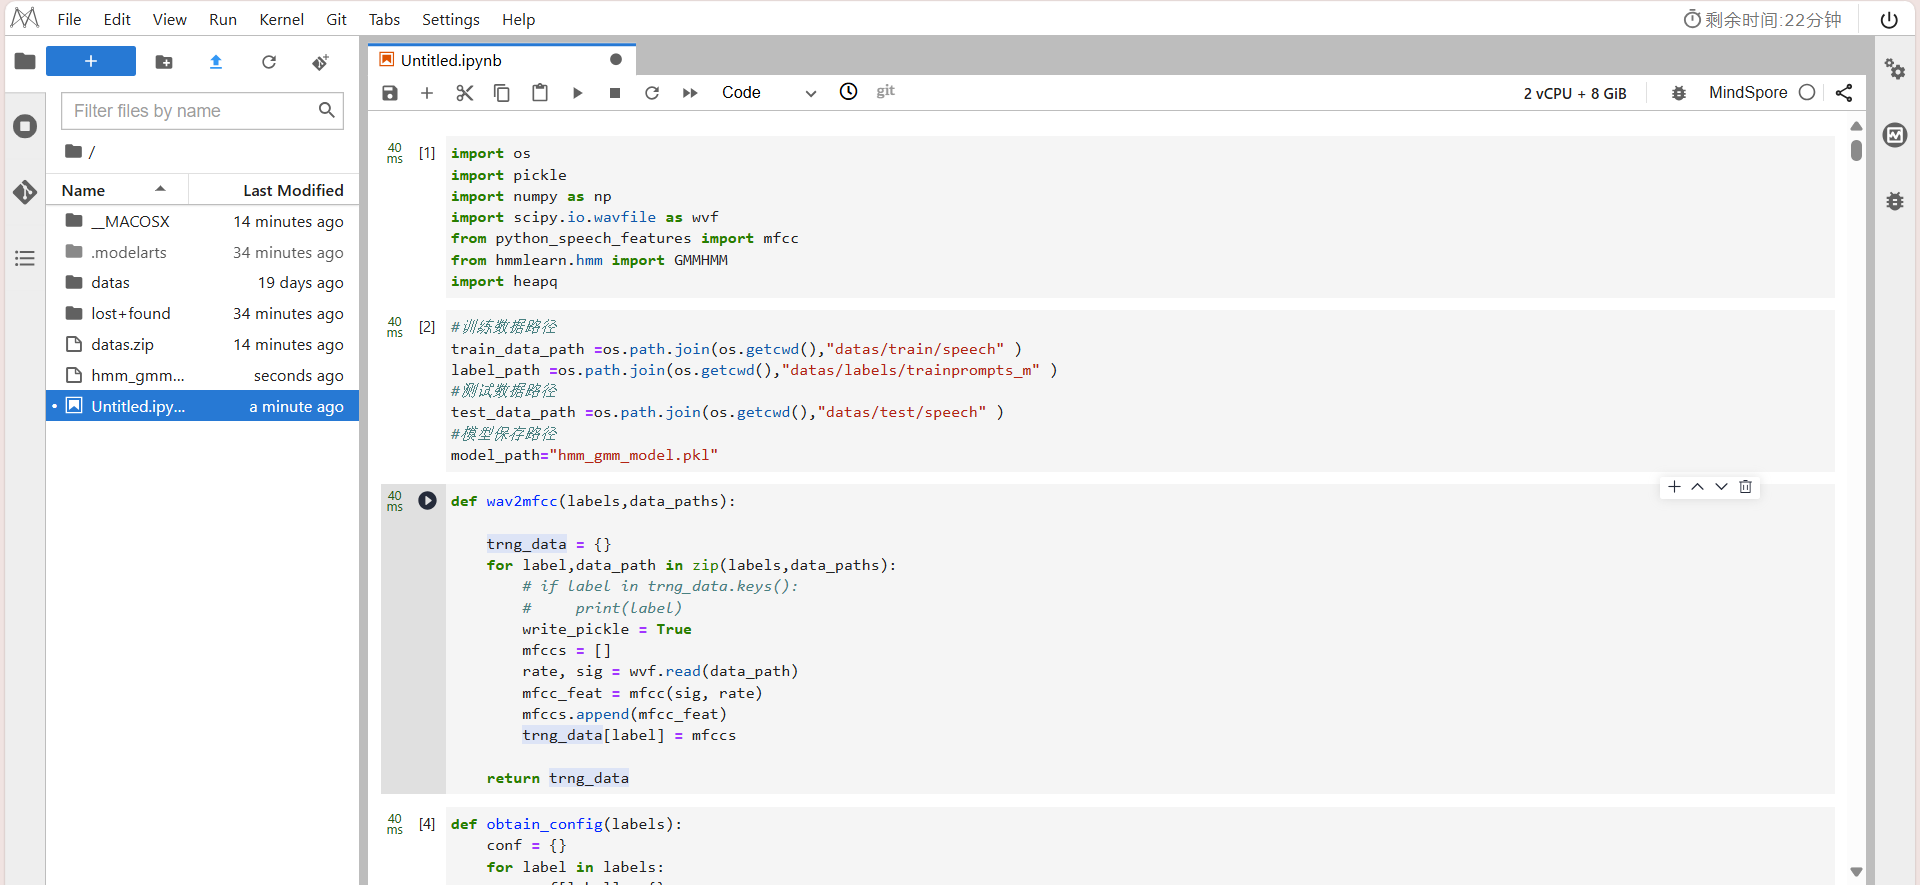 File Edit View Run Kernel Git Tabs Settings Help
剩余时间:22分钟
+
Filter files by name
/
Name Last Modified
__MACOSX 14 minutes ago
.modelarts 34 minutes ago
datas 19 days ago
lost+found 34 minutes ago
datas.zip 14 minutes ago
hmm_gmm... seconds ago
Untitled.ipy... a minute ago
Untitled.ipynb
Code git 2 vCPU + 8 GiB MindSpore
40 ms [1]
import os
import pickle
import numpy as np
import scipy.io.wavfile as wvf
from python_speech_features import mfcc
from hmmlearn.hmm import GMMHMM
import heapq
40 ms [2]
#训练数据路径
train_data_path =os.path.join(os.getcwd(),"datas/train/speech" )
label_path =os.path.join(os.getcwd(),"datas/labels/trainprompts_m" )
#测试数据路径
test_data_path =os.path.join(os.getcwd(),"datas/test/speech" )
#模型保存路径
model_path="hmm_gmm_model.pkl"
40 ms
def wav2mfcc(labels,data_paths):
trng_data = {}
for label,data_path in zip(labels,data_paths):
# if label in trng_data.keys():
#     print(label)
write_pickle = True
mfccs = []
rate, sig = wvf.read(data_path)
mfcc_feat = mfcc(sig, rate)
mfccs.append(mfcc_feat)
trng_data[label] = mfccs
return trng_data
40 ms [4]
def obtain_config(labels):
conf = {}
for label in labels: